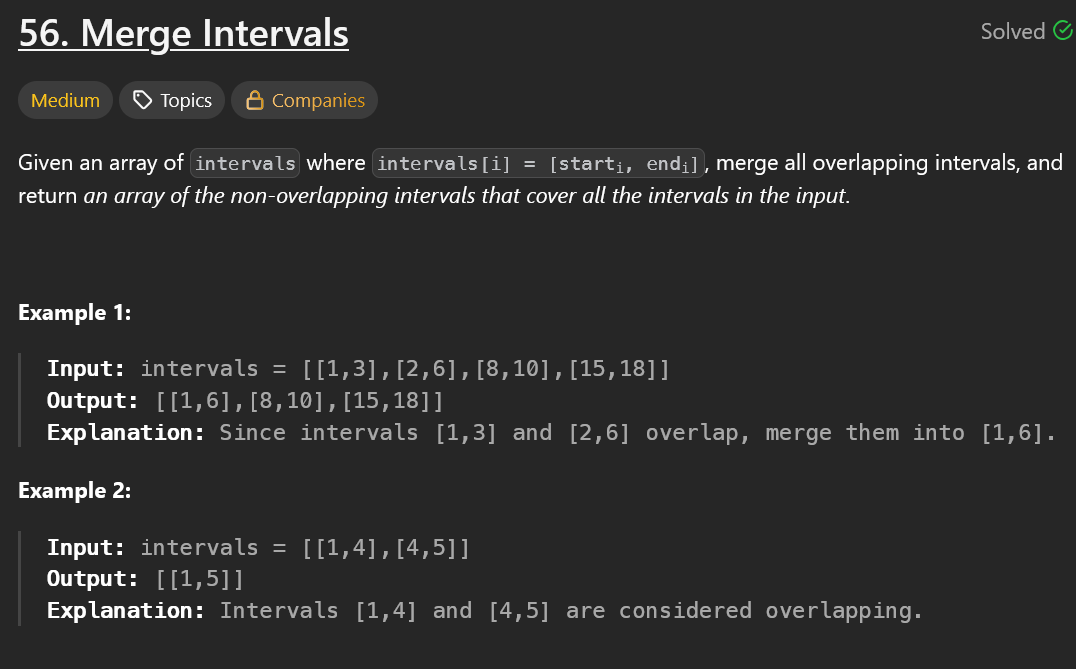 56. Merge Intervals
Solved
Medium
Topics
Companies
Given an array of intervals where intervals[i] = [starti, endi], merge all overlapping intervals, and
return an array of the non-overlapping intervals that cover all the intervals in the input.
Example 1:
Input: intervals = [[1,3],[2,6],[8,10],[15,18]]
Output: [[1,6],[8,10],[15,18]]
Explanation: Since intervals [1,3] and [2,6] overlap, merge them into [1,6].
Example 2:
Input: intervals = [[1,4],[4,5]]
Output: [[1,5]]
Explanation: Intervals [1,4] and [4,5] are considered overlapping.